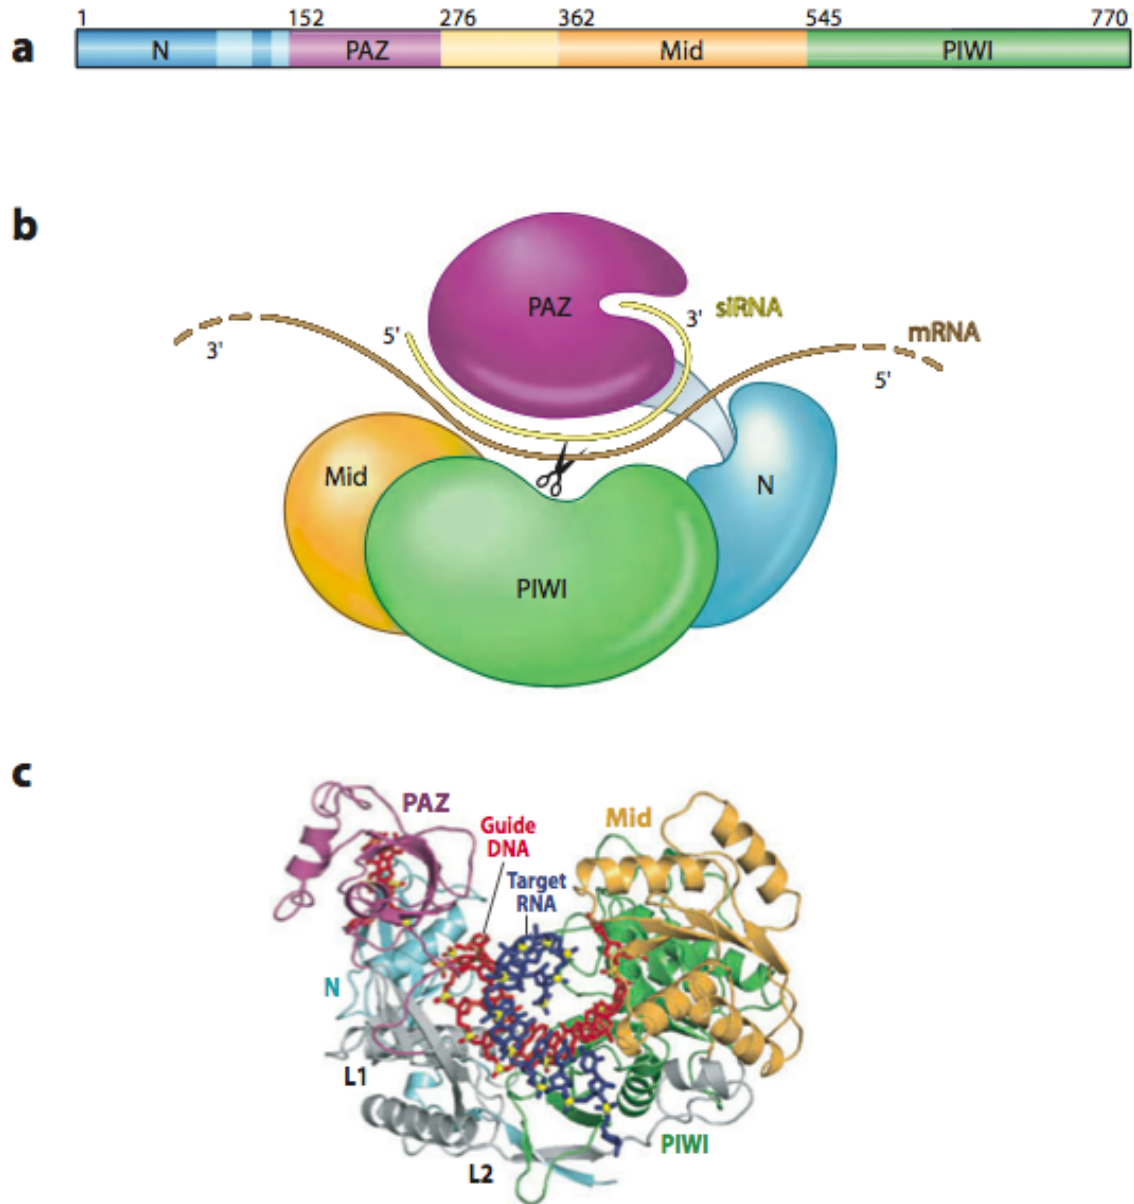 1 152 276 362 545 770
a N PAZ Mid PIWI
b
PAZ
siRNA
3'
5'
mRNA
3'
5'
Mid
N
PIWI
c
PAZ
Guide
DNA
Mid
Target
RNA
N
L1
PIWI
L2